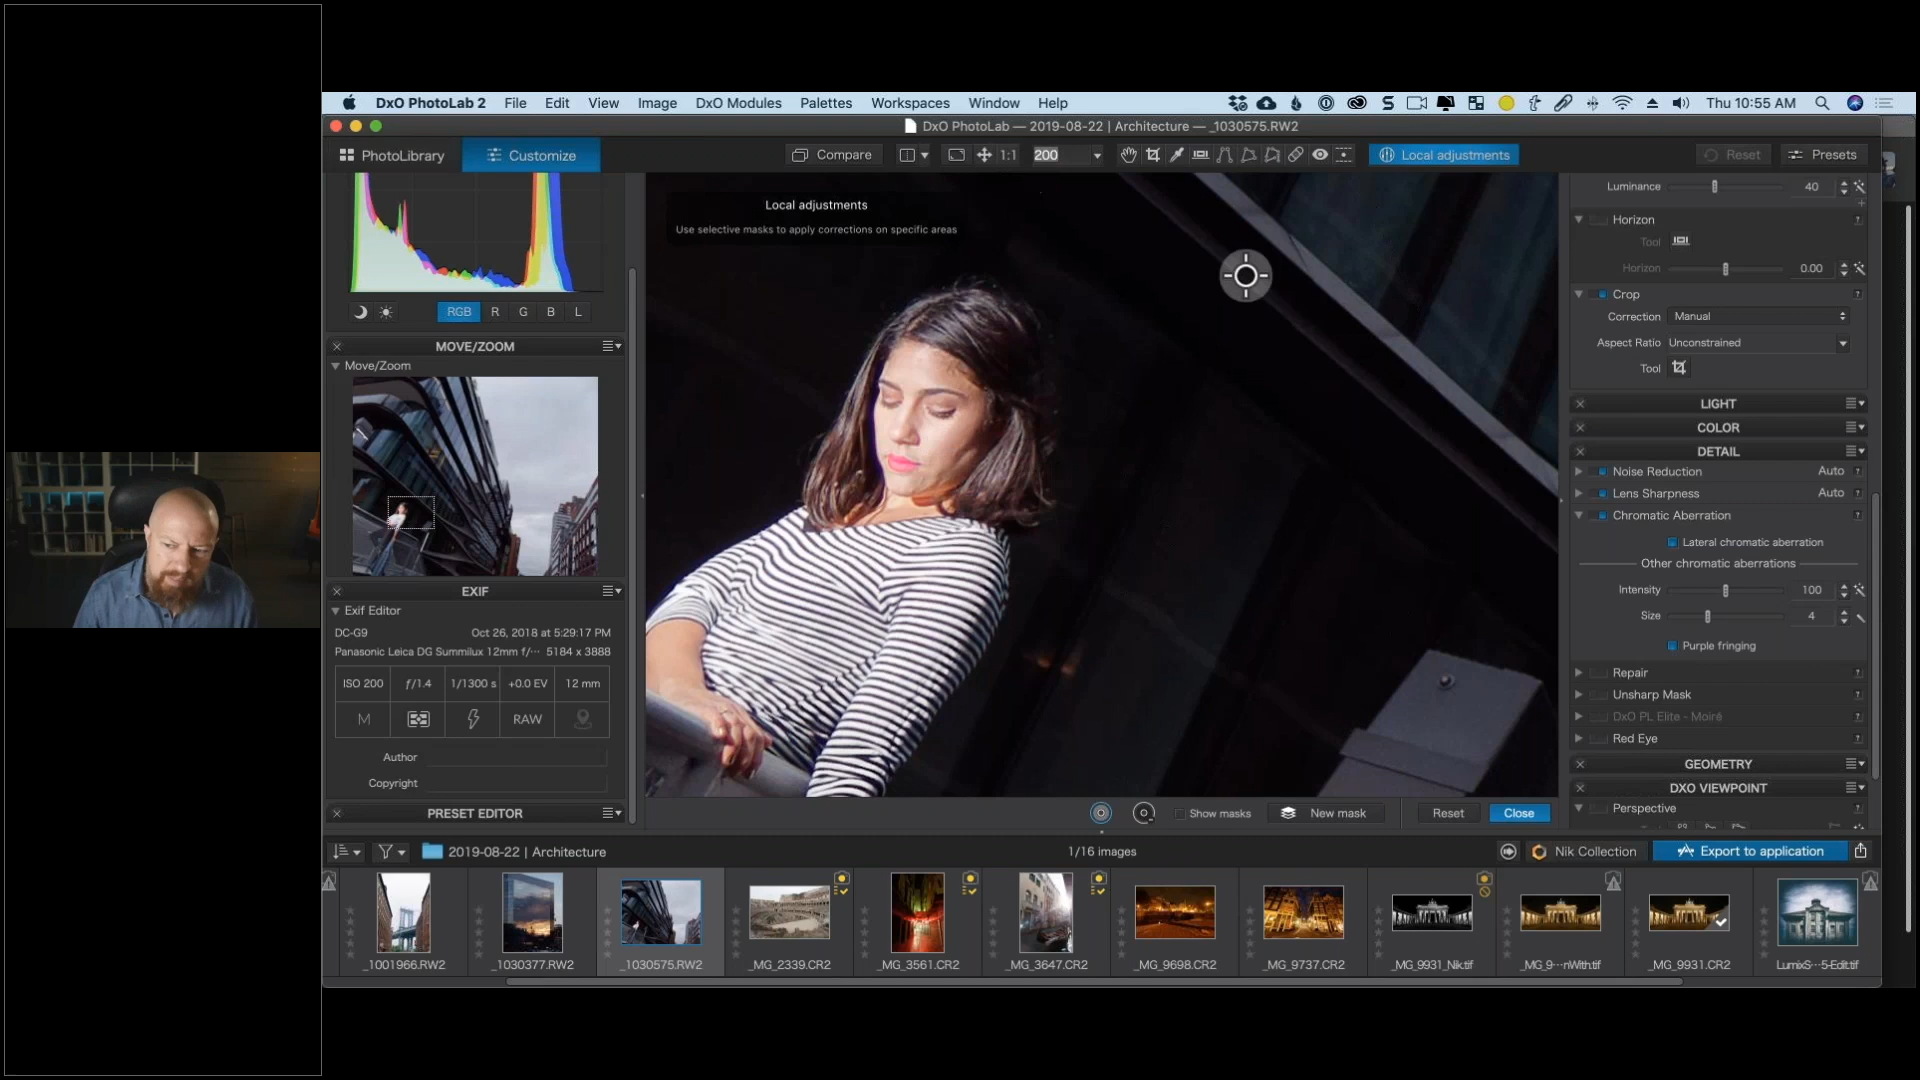 DxO PhotoLab 2 File Edit View Image DxO Modules Palettes Workspaces Window Help Thu 10:55 AM
DxO PhotoLab — 2019-08-22 | Architecture — _1030575.RW2
PhotoLibrary Customize Compare 1:1 200 Local adjustments Reset Presets
Local adjustments
Use selective masks to apply corrections on specific areas
RGB R G B L
MOVE/ZOOM
Move/Zoom
EXIF
Exif Editor
DC-G9 Oct 26, 2018 at 5:29:17 PM
Panasonic Leica DG Summilux 12mm f/··· 5184 x 3888
ISO 200 ƒ/1.4 1/1300 s +0.0 EV 12 mm
M RAW
Author
Copyright
PRESET EDITOR
Luminance 40
Horizon ?
Tool
Horizon 0.00
Crop ?
Correction Manual
Aspect Ratio Unconstrained
Tool
LIGHT
COLOR
DETAIL
Noise Reduction Auto ?
Lens Sharpness Auto ?
Chromatic Aberration ?
Lateral chromatic aberration
Other chromatic aberrations
Intensity 100
Size 4
Purple fringing
Repair ?
Unsharp Mask ?
DxO PL Elite - Moiré ?
Red Eye ?
GEOMETRY
DXO VIEWPOINT
Perspective ?
Show masks New mask Reset Close
2019-08-22 | Architecture 1/16 images Nik Collection Export to application
_1001966.RW2 _1030377.RW2 _1030575.RW2 _MG_2339.CR2 _MG_3561.CR2 _MG_3647.CR2 _MG_9698.CR2 _MG_9737.CR2 _MG_9931_Nik.tif _MG_9···nWith.tif _MG_9931.CR2 LumixS···5-Edit.tif